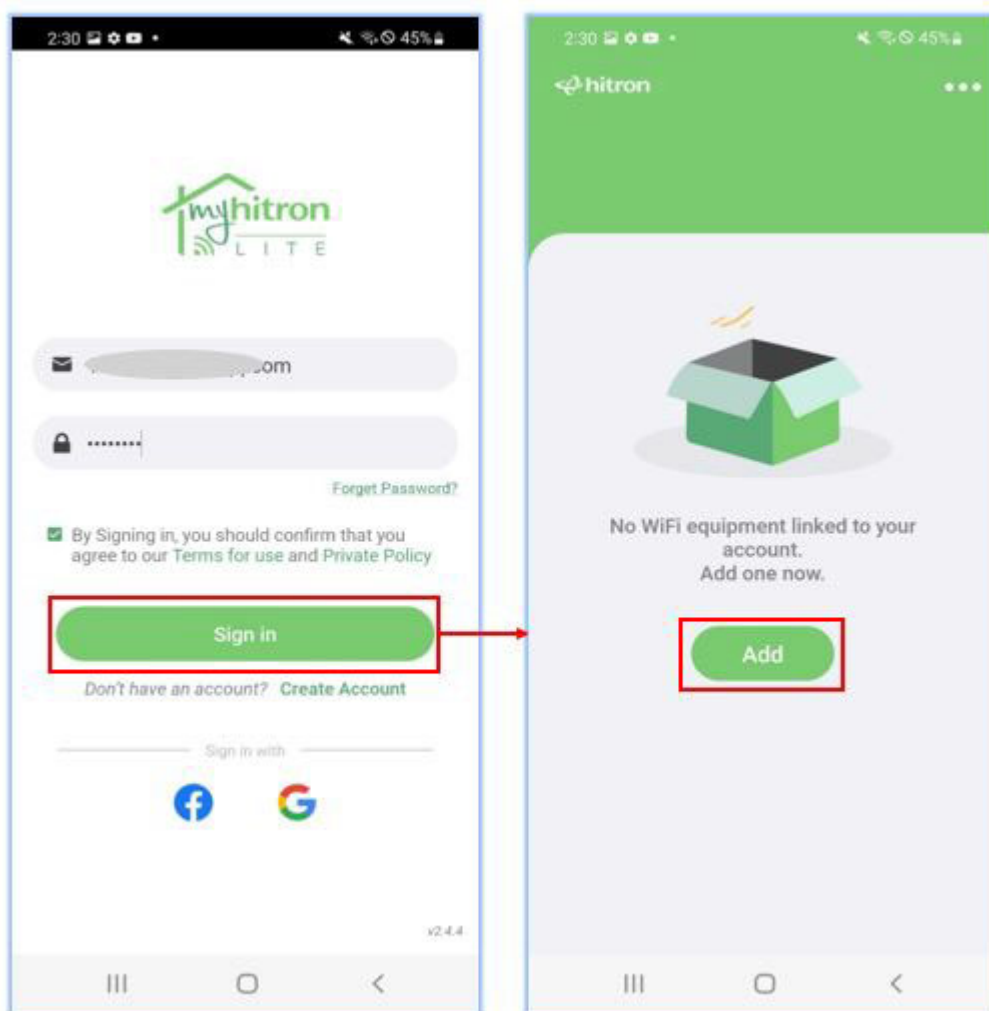 2:30
45%
myhitron
LITE
om
••••••••
Forget Password?
By Signing in, you should confirm that you
agree to our Terms for use and Private Policy
Sign in
Don't have an account? Create Account
Sign in with
v2.4.4
2:30
45%
hitron
No WiFi equipment linked to your
account.
Add one now.
Add